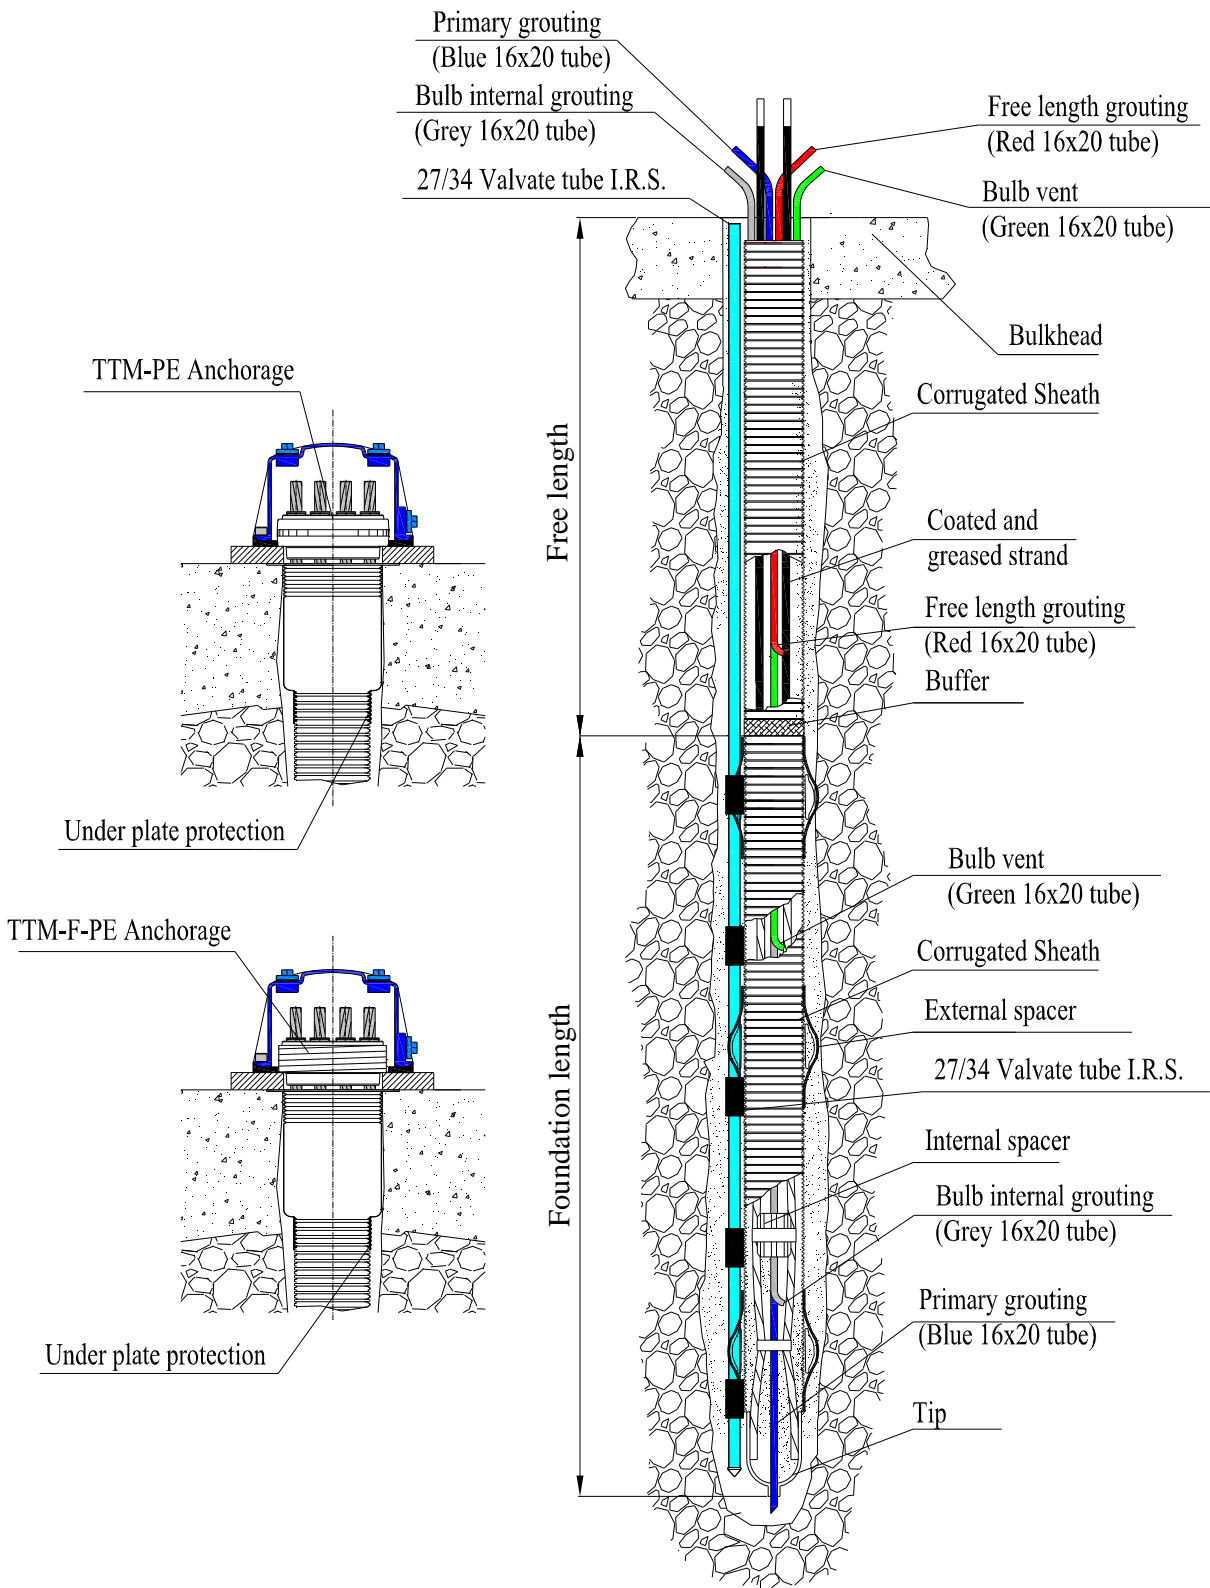 Primary grouting
(Blue 16x20 tube)
Bulb internal grouting
(Grey 16x20 tube)
27/34 Valvate tube I.R.S.
Free length grouting
(Red 16x20 tube)
Bulb vent
(Green 16x20 tube)
Bulkhead
Corrugated Sheath
Coated and
greased strand
Free length grouting
(Red 16x20 tube)
Buffer
Bulb vent
(Green 16x20 tube)
Corrugated Sheath
External spacer
27/34 Valvate tube I.R.S.
Internal spacer
Bulb internal grouting
(Grey 16x20 tube)
Primary grouting
(Blue 16x20 tube)
Tip
Free length
Foundation length
TTM-PE Anchorage
Under plate protection
TTM-F-PE Anchorage
Under plate protection